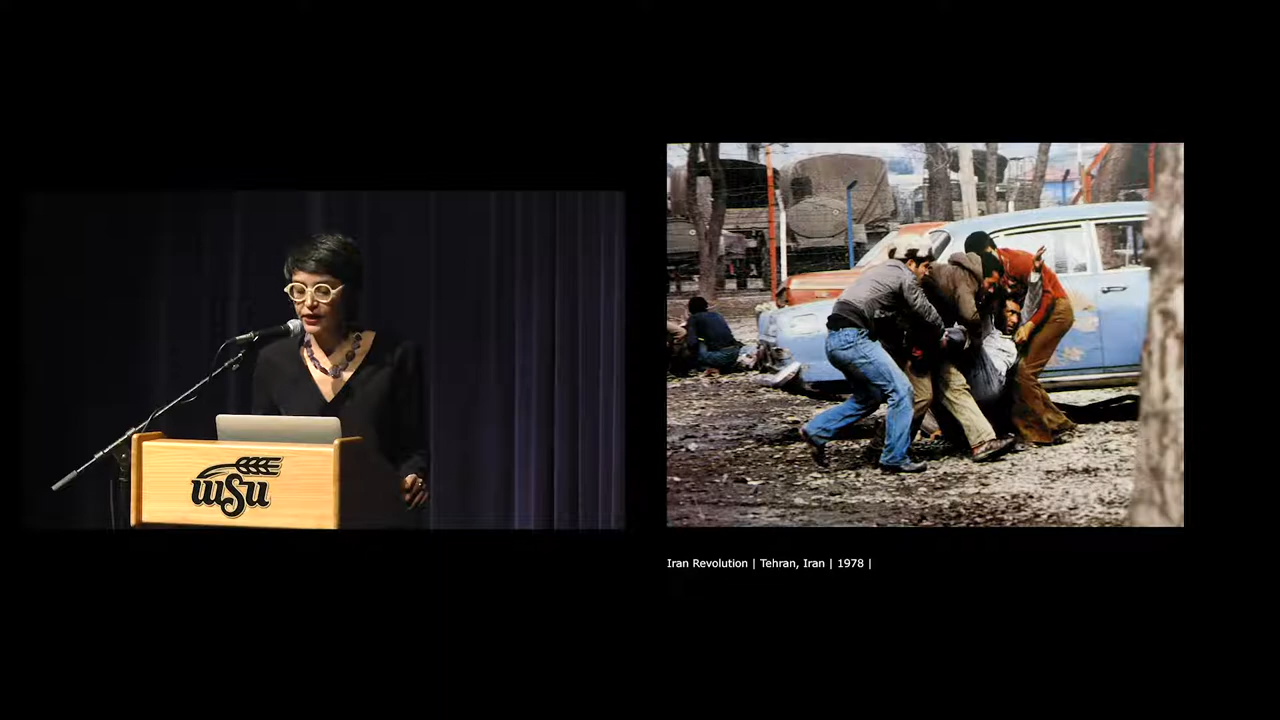 wsu
Iran Revolution | Tehran, Iran | 1978 |